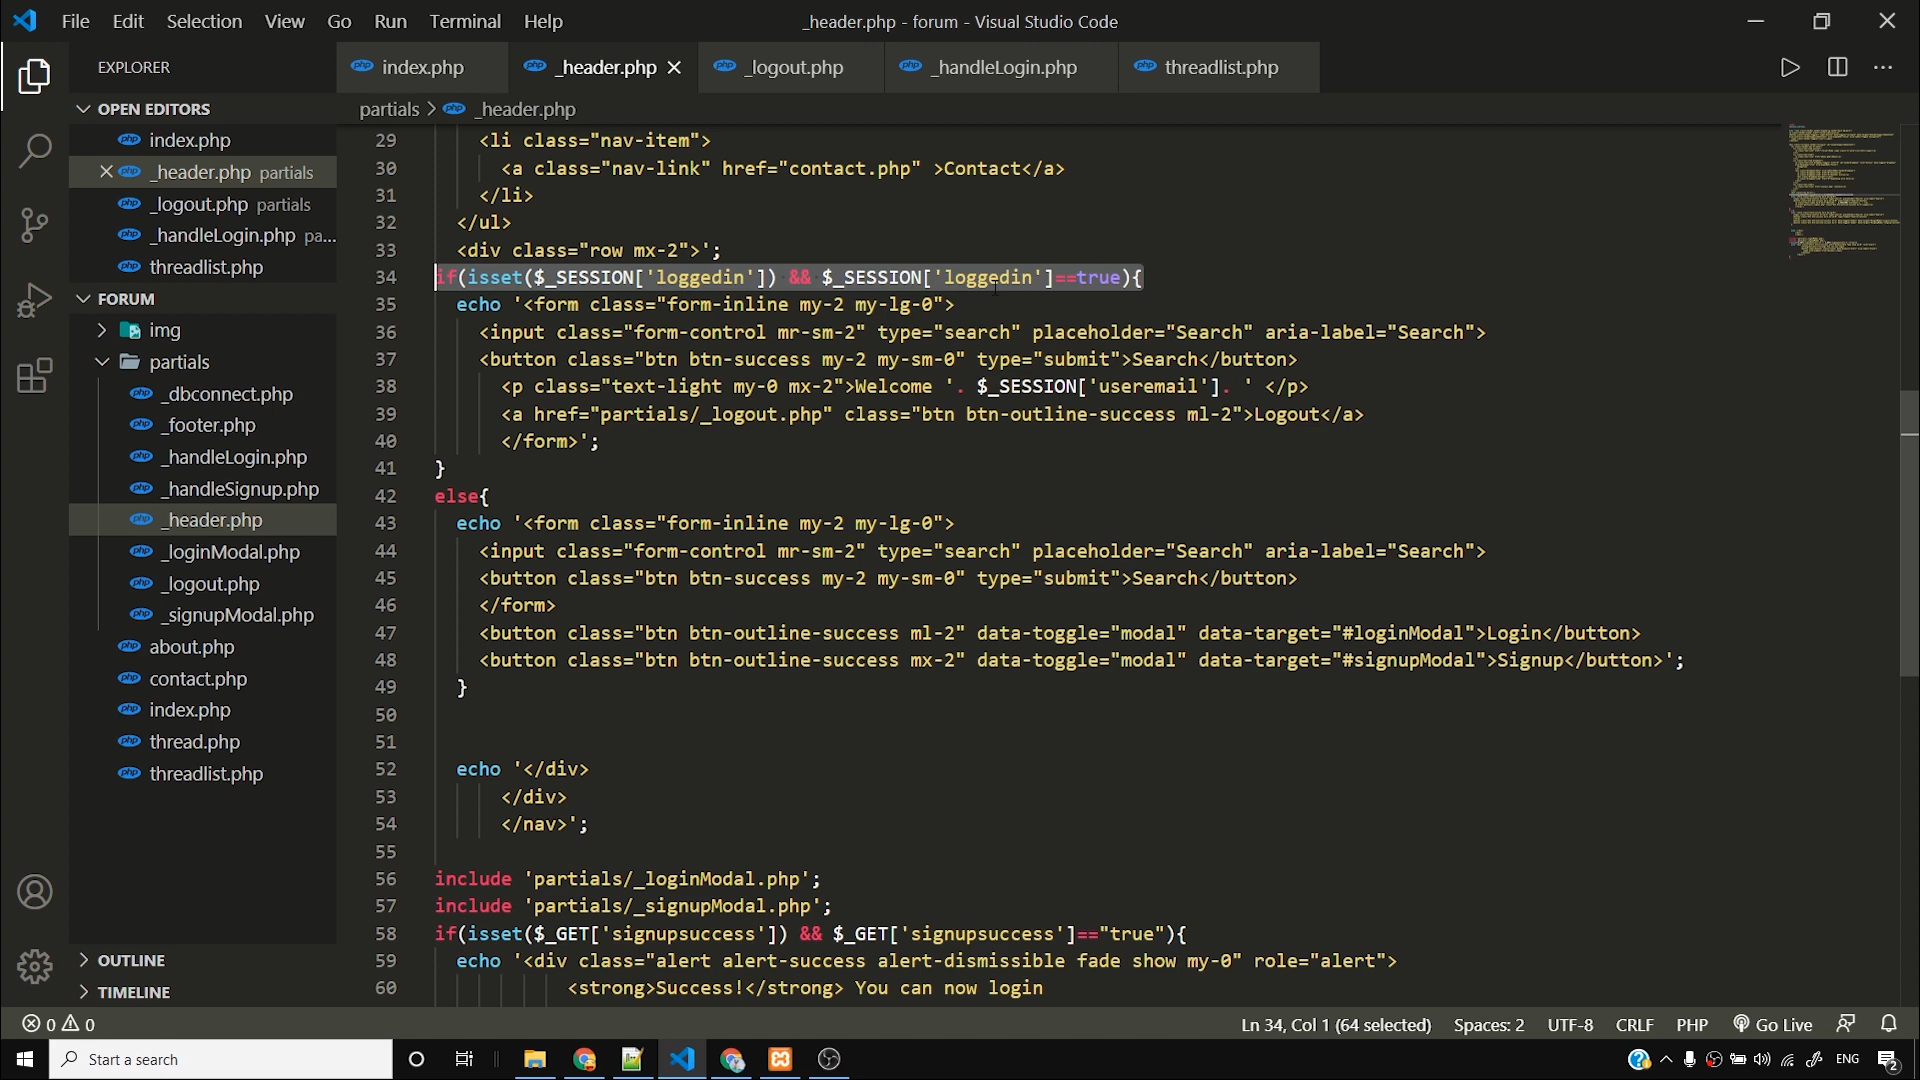 File Edit Selection View Go Run Terminal Help
_header.php - forum - Visual Studio Code
EXPLORER
index.php
_header.php
_logout.php
_handleLogin.php
threadlist.php
OPEN EDITORS
index.php
_header.php partials
_logout.php partials
_handleLogin.php pa...
threadlist.php
FORUM
img
partials
_dbconnect.php
_footer.php
_handleLogin.php
_handleSignup.php
_header.php
_loginModal.php
_logout.php
_signupModal.php
about.php
contact.php
index.php
thread.php
threadlist.php
OUTLINE
TIMELINE
partials > _header.php
29 <li class="nav-item">
30 <a class="nav-link" href="contact.php" >Contact</a>
31 </li>
32 </ul>
33 <div class="row mx-2">';
34 if(isset($_SESSION['loggedin']) && $_SESSION['loggedin']==true){
35 echo '<form class="form-inline my-2 my-lg-0">
36 <input class="form-control mr-sm-2" type="search" placeholder="Search" aria-label="Search">
37 <button class="btn btn-success my-2 my-sm-0" type="submit">Search</button>
38 <p class="text-light my-0 mx-2">Welcome '. $_SESSION['useremail']. ' </p>
39 <a href="partials/_logout.php" class="btn btn-outline-success ml-2">Logout</a>
40 </form>';
41 }
42 else{
43 echo '<form class="form-inline my-2 my-lg-0">
44 <input class="form-control mr-sm-2" type="search" placeholder="Search" aria-label="Search">
45 <button class="btn btn-success my-2 my-sm-0" type="submit">Search</button>
46 </form>
47 <button class="btn btn-outline-success ml-2" data-toggle="modal" data-target="#loginModal">Login</button>
48 <button class="btn btn-outline-success mx-2" data-toggle="modal" data-target="#signupModal">Signup</button>';
49 }
50
51
52 echo '</div>
53 </div>
54 </nav>';
55
56 include 'partials/_loginModal.php';
57 include 'partials/_signupModal.php';
58 if(isset($_GET['signupsuccess']) && $_GET['signupsuccess']=="true"){
59 echo '<div class="alert alert-success alert-dismissible fade show my-0" role="alert">
60 <strong>Success!</strong> You can now login
0 0
Ln 34, Col 1 (64 selected) Spaces: 2 UTF-8 CRLF PHP Go Live
Start a search
ENG
2